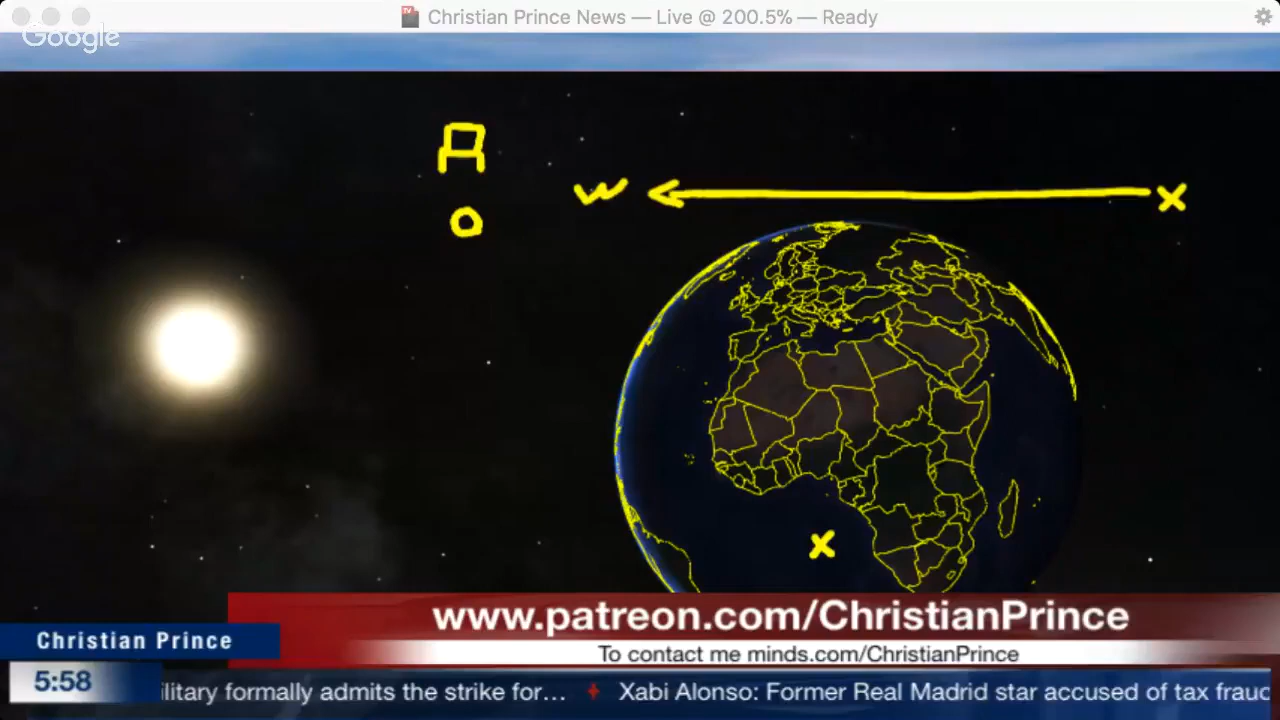 Christian Prince News — Live @ 200.5% — Ready
Google
W X
X
www.patreon.com/ChristianPrince
Christian Prince
To contact me minds.com/ChristianPrince
5:58
ilitary formally admits the strike for... Xabi Alonso: Former Real Madrid star accused of tax frauc